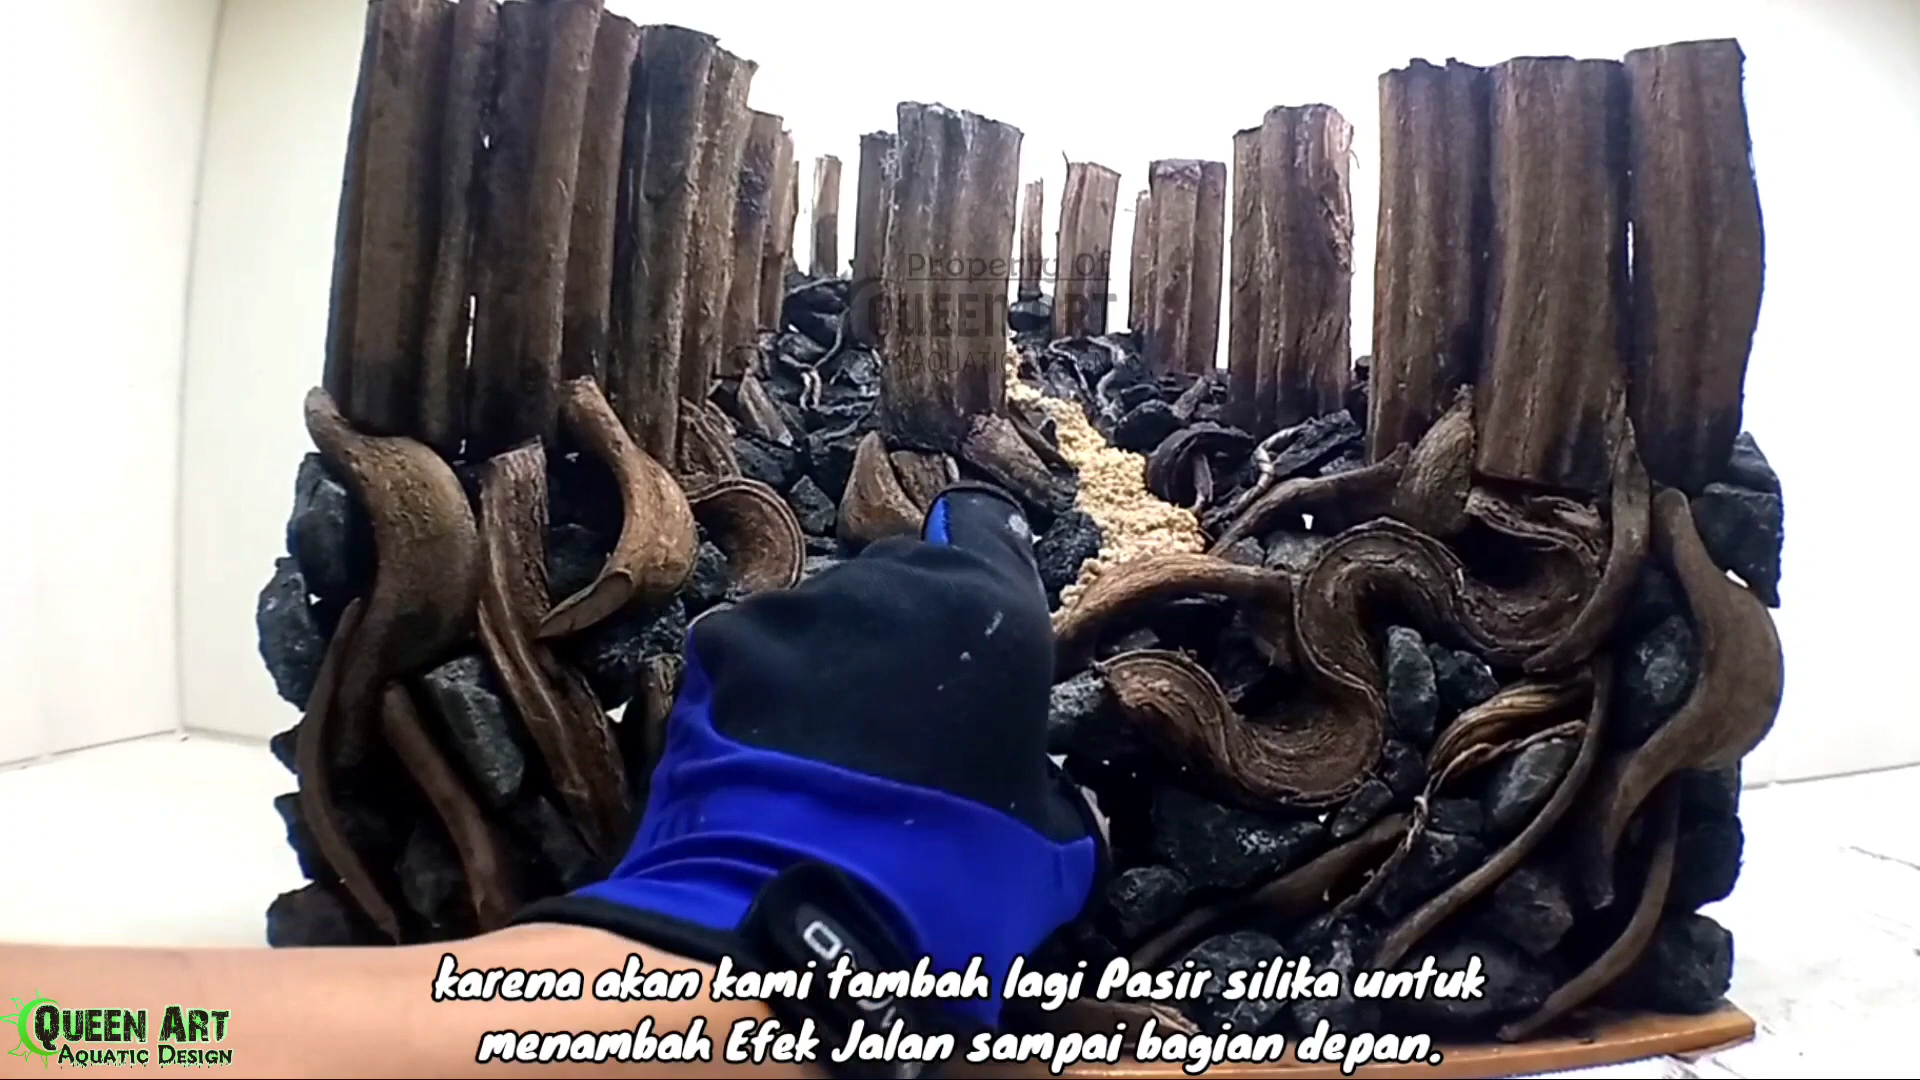 Property Of
QUEEN ART
AQUATIC DESIGN
karena akan kami tambah lagi Pasir silika untuk
menambah Efek Jalan sampai bagian depan.
QUEEN ART
AQUATIC DESIGN